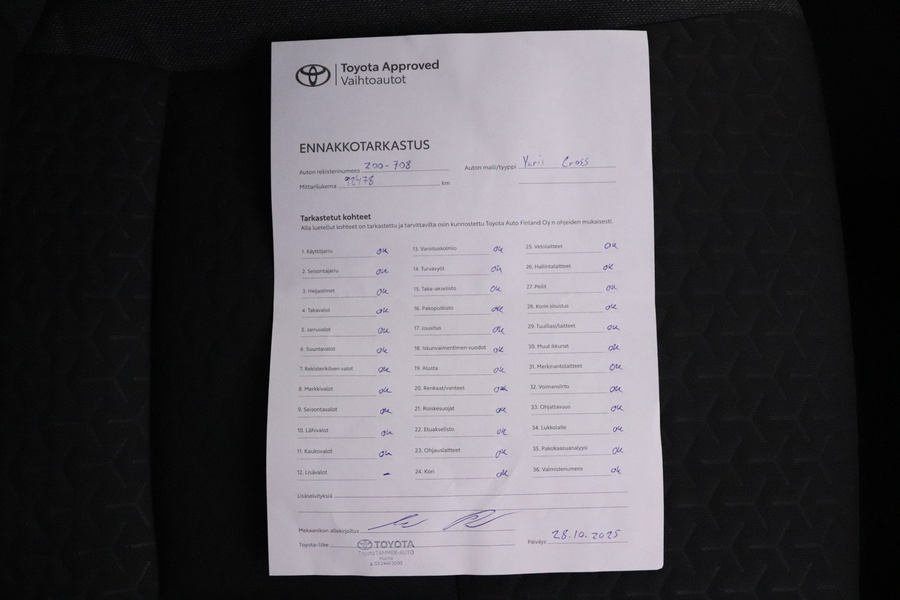 Toyota Approved
Vaihtoautot
ENNAKKOTARKASTUS
Auton rekisterinumero ZOO-708 Auton malli/tyyppi Yaris Cross
Mittarilukema 92478 km
Tarkastetut kohteet
Alla luetellut kohteet on tarkastettu ja tarvittavilta osin kunnostettu Toyota Auto Finland Oy:n ohjeiden mukaisesti.
1. Käyttöjarru ok 13. Varoituskolmio ok 25. Vetolaitteet ok
2. Seisontajarru ok 14. Turvavyöt ok 26. Hallintalaitteet ok
3. Heijastimet ok 15. Taka-akselisto ok 27. Peilit ok
4. Takavalot ok 16. Pakoputkisto ok 28. Korin sisustus ok
5. Jarruvalot ok 17. Jousitus ok 29. Tuulilasi/laitteet ok
6. Suuntavalot ok 18. Iskunvaimentimen vuodot ok 30. Muut ikkunat ok
7. Rekisterikilven valot ok 19. Alusta ok 31. Merkinantolaitteet ok
8. Merkkivalot ok 20. Renkaat/vanteet ok 32. Voimansiirto ok
9. Seisontavalot ok 21. Roiskesuojat ok 33. Ohjattavuus ok
10. Lähivalot ok 22. Etuakselisto ok 34. Lukkolaite ok
11. Kaukovalot ok 23. Ohjauslaitteet ok 35. Pakokaasuanalyysi ok
12. Lisävalot - 24. Kori ok 36. Valmistenumero ok
Lisäselvityksiä
Mekaanikon allekirjoitus
Toyota-liike TOYOTA Päiväys 28.10.2025
Toyota TAMMER-AUTO